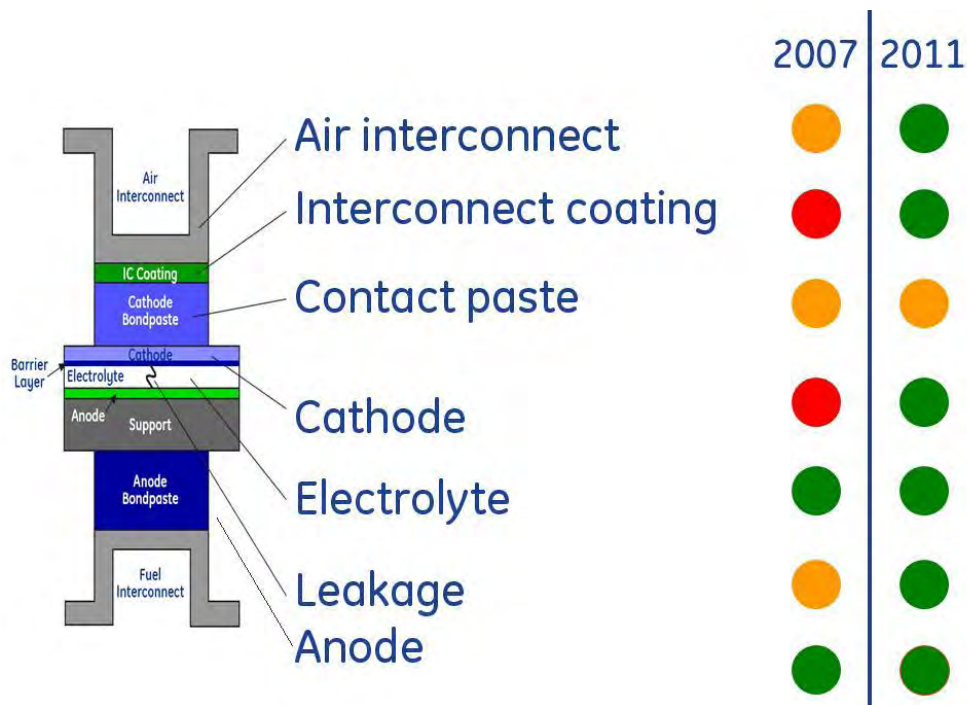 2007 2011
Air interconnect
Interconnect coating
Contact paste
Cathode
Electrolyte
Leakage
Anode
Air
Interconnect
IC Coating
Cathode
Bondpaste
Cathode
Barrier
Layer
Electrolyte
Anode
Support
Anode
Bondpaste
Fuel
Interconnect